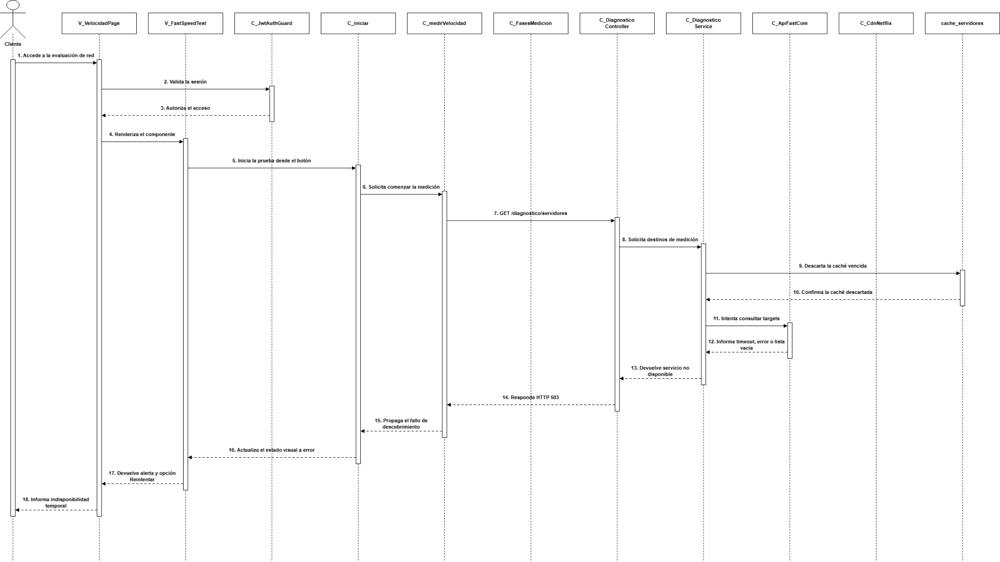 V_VelocidadPage
V_FastSpeedTest
C_JwtAuthGuard
C_iniciar
C_medirVelocidad
C_FasesMedicion
C_Diagnostico
Controller
C_Diagnostico
Service
C_ApiFastCom
C_CdnNetflix
cache_servidores
Cliente
1. Accede a la evaluación de red
2. Valida la sesión
3. Autoriza el acceso
4. Renderiza el componente
5. Inicia la prueba desde el botón
6. Solicita comenzar la medición
7. GET /diagnostico/servidores
8. Solicita destinos de medición
9. Descarta la caché vencida
10. Confirma la caché descartada
11. Intenta consultar targets
12. Informa timeout, error o lista
vacía
13. Devuelve servicio no
disponible
14. Responde HTTP 503
15. Propaga el fallo de
descubrimiento
16. Actualiza el estado visual a error
17. Devuelve alerta y opción
Reintentar
18. Informa indisponibilidad
temporal